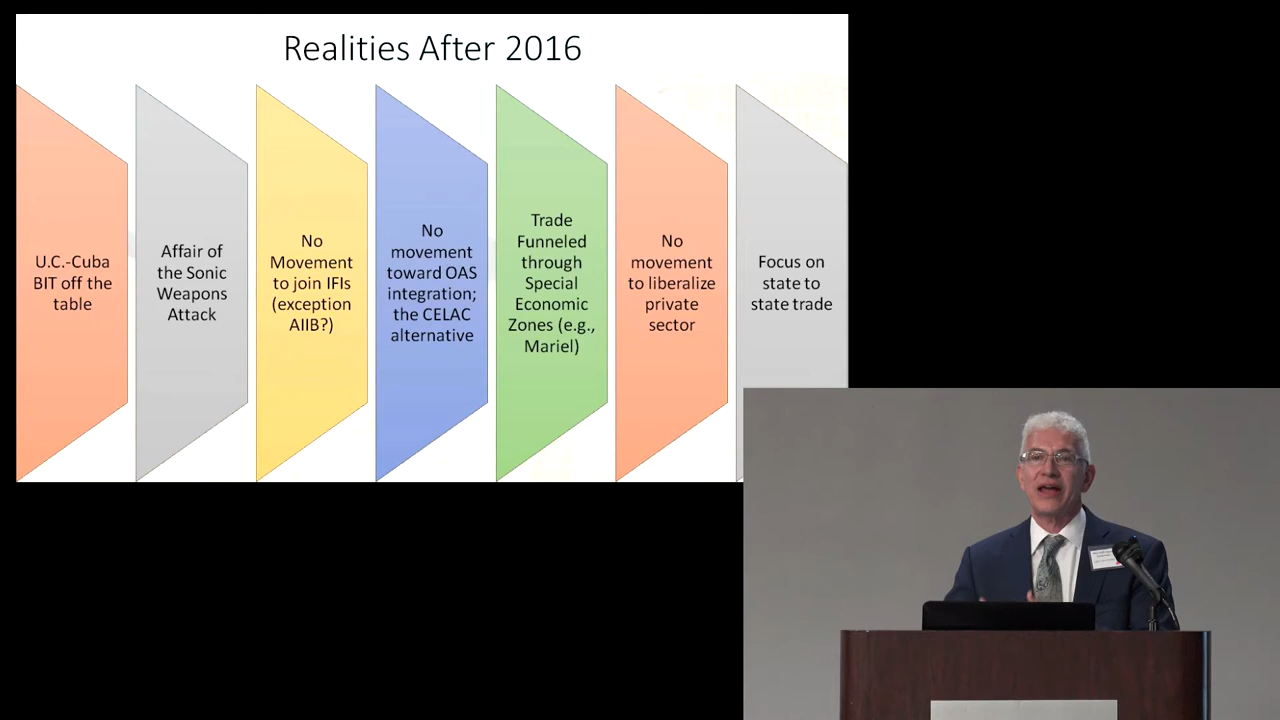 Realities After 2016
U.C.-Cuba
BIT off the
table
Affair of
the Sonic
Weapons
Attack
No
Movement
to join IFIs
(exception
AIIB?)
No
movement
toward OAS
integration;
the CELAC
alternative
Trade
Funneled
through
Special
Economic
Zones (e.g.,
Mariel)
No
movement
to liberalize
private
sector
Focus on
state to
state trade